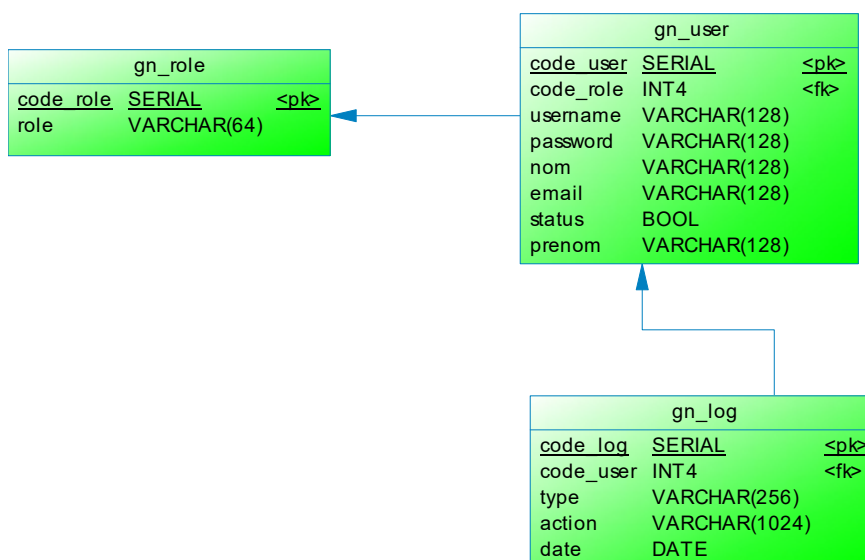 gn_role
code_role SERIAL <pk>
role VARCHAR(64)
gn_user
code_user SERIAL <pk>
code_role INT4 <fk>
username VARCHAR(128)
password VARCHAR(128)
nom VARCHAR(128)
email VARCHAR(128)
status BOOL
prenom VARCHAR(128)
gn_log
code_log SERIAL <pk>
code_user INT4 <fk>
type VARCHAR(256)
action VARCHAR(1024)
date DATE